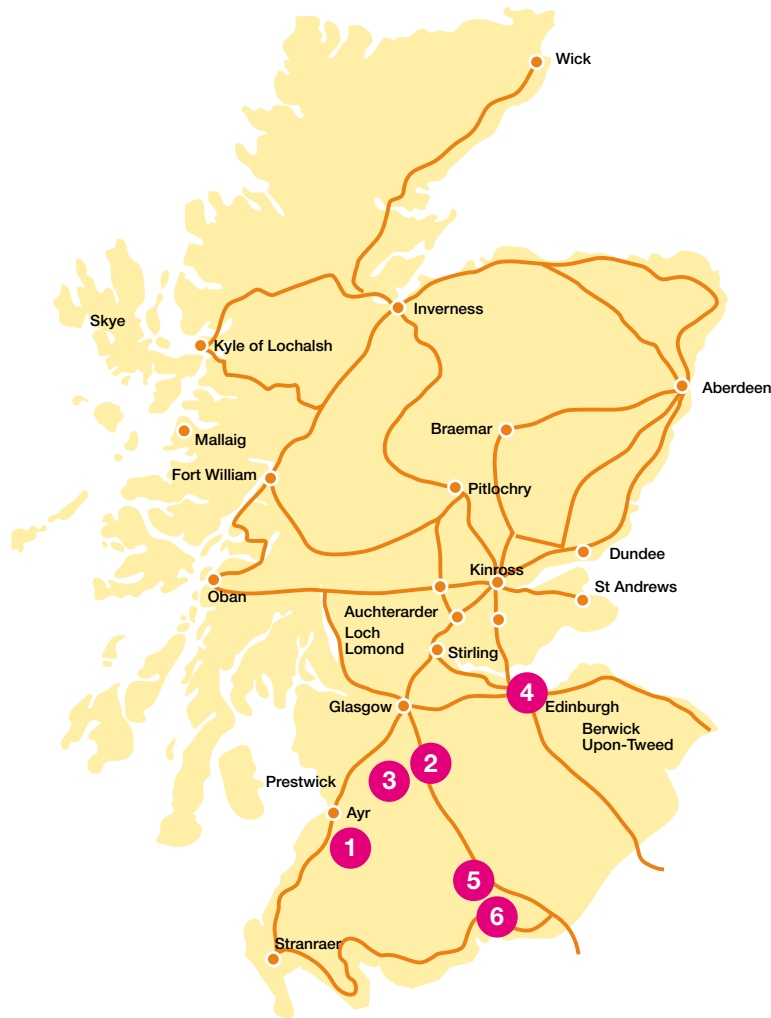 Wick
Inverness
Skye
Kyle of Lochalsh
Aberdeen
Braemar
Mallaig
Fort William
Pitlochry
Dundee
Kinross
St Andrews
Oban
Auchterarder
Loch
Lomond
Stirling
4
Glasgow
Edinburgh
Berwick
Upon-Tweed
2
3
Prestwick
Ayr
1
5
6
Stranraer